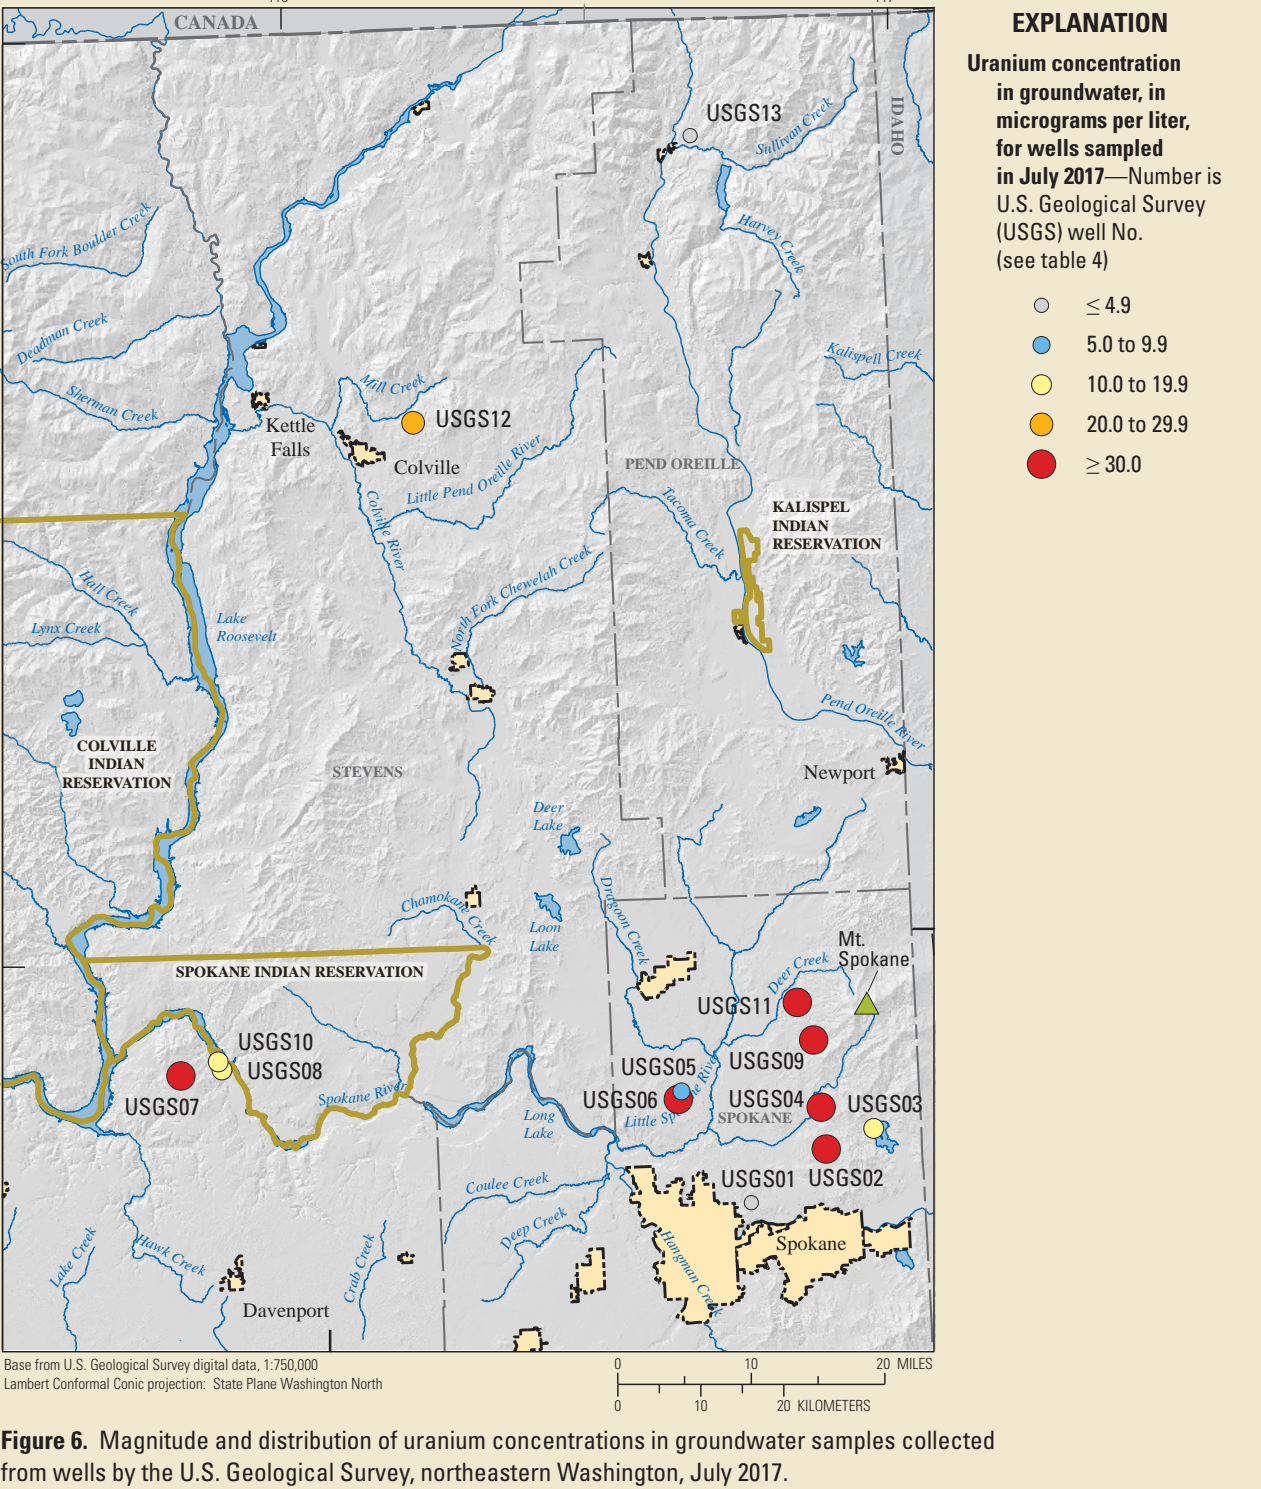 CANADA
EXPLANATION
Uranium concentration
in groundwater, in
micrograms per liter,
for wells sampled
in July 2017—Number is
U.S. Geological Survey
(USGS) well No.
(see table 4)
≤ 4.9
5.0 to 9.9
10.0 to 19.9
20.0 to 29.9
≥ 30.0
IDAHO
USGS13
Sullivan Creek
South Fork Boulder Creek
Harvey Creek
Deadman Creek
Kalispell Creek
Sherman Creek
Mill Creek
Kettle
Falls
USGS12
Colville
Little Pend Oreille River
PEND OREILLE
Colville River
Tacoma Creek
KALISPEL
INDIAN
RESERVATION
Hall Creek
North Fork Chewelah Creek
Lynx Creek
Lake
Roosevelt
Pend Oreille River
COLVILLE
INDIAN
RESERVATION
STEVENS
Newport
Deer
Lake
Dragoon Creek
Chamokane Creek
Loon
Lake
Mt.
Spokane
Deer Creek
SPOKANE INDIAN RESERVATION
USGS11
USGS10
USGS08
USGS05
USGS09
USGS07
Spokane River
USGS06
USGS04
USGS03
Long
Lake
Little Spokane River
SPOKANE
USGS01
USGS02
Coulee Creek
Deep Creek
Spokane
Hangman Creek
Lake Creek
Hawk Creek
Crab Creek
Davenport
Base from U.S. Geological Survey digital data, 1:750,000
Lambert Conformal Conic projection: State Plane Washington North
0 10 20 MILES
0 10 20 KILOMETERS
Figure 6. Magnitude and distribution of uranium concentrations in groundwater samples collected
from wells by the U.S. Geological Survey, northeastern Washington, July 2017.